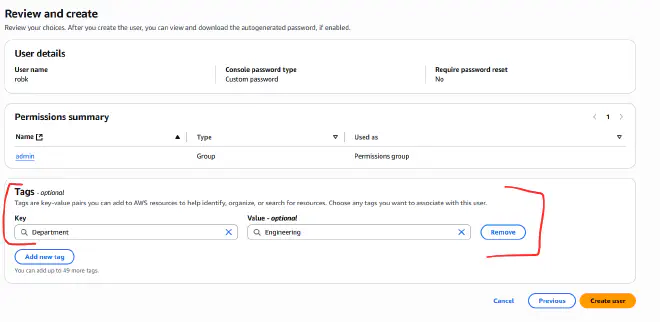 Review and create
Review your choices. After you create the user, you can view and download the autogenerated password, if enabled.
User details
User name
Console password type
Require password reset
robk
Custom password
No
Permissions summary
1
Name
Type
Used as
admin
Group
Permissions group
Tags - optional
Tags are key-value pairs you can add to AWS resources to help identify, organize, or search for resources. Choose any tags you want to associate with this user.
Key
Value - optional
Department
Engineering
Remove
Add new tag
You can add up to 49 more tags.
Cancel
Previous
Create user